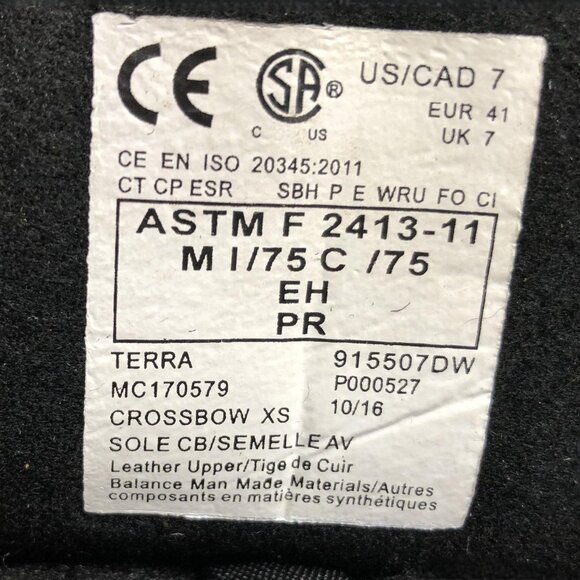 CE
CSA ® US/CAD 7
C US
EUR 41
UK 7
CE EN ISO 20345:2011
CT CP ESR SBH P E WRU FO CI
ASTM F 2413-11
M I/75 C /75
EH
PR
TERRA 915507DW
MC170579 P000527
CROSSBOW XS 10/16
SOLE CB/SEMELLE AV
Leather Upper/Tige de Cuir
Balance Man Made Materials/Autres
composants en matières synthétiques